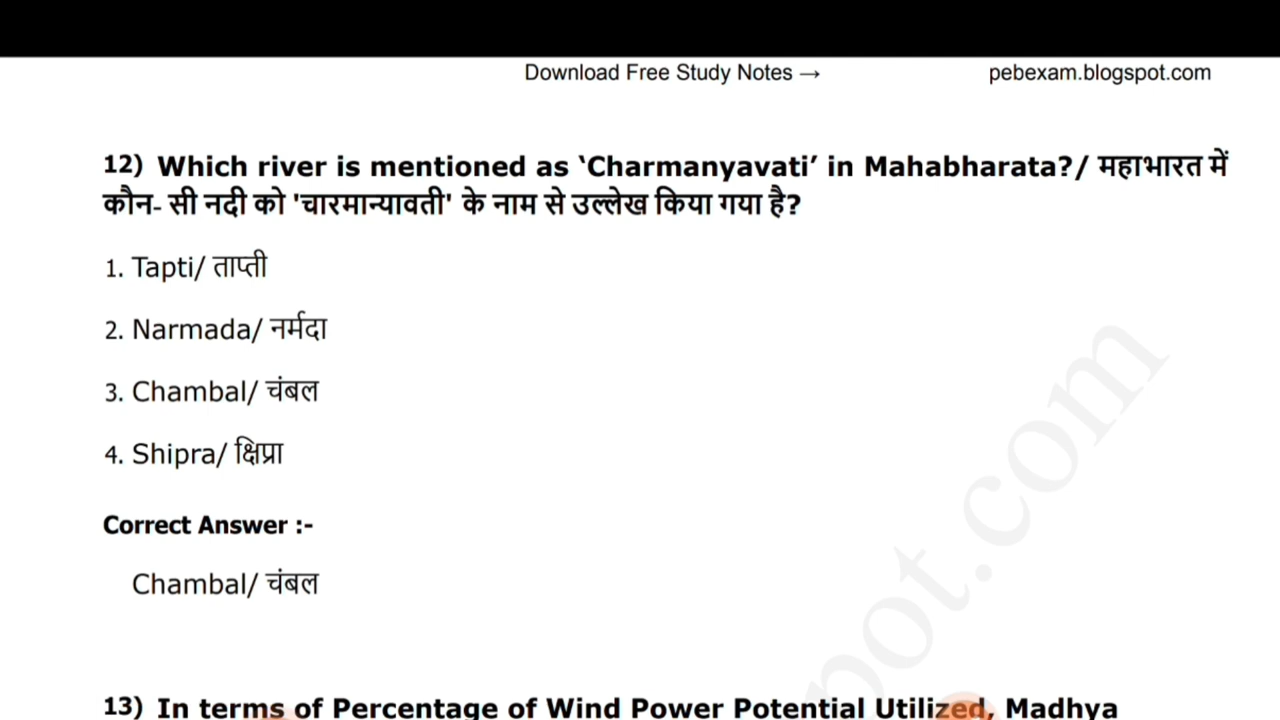 Download Free Study Notes → pebexam.blogspot.com
12) Which river is mentioned as ‘Charmanyavati’ in Mahabharata?/ महाभारत में
कौन- सी नदी को 'चारमान्यावती' के नाम से उल्लेख किया गया है?
1. Tapti/ ताप्ती
2. Narmada/ नर्मदा
3. Chambal/ चंबल
4. Shipra/ क्षिप्रा
Correct Answer :-
Chambal/ चंबल
pot.com
13) In terms of Percentage of Wind Power Potential Utilized, Madhya